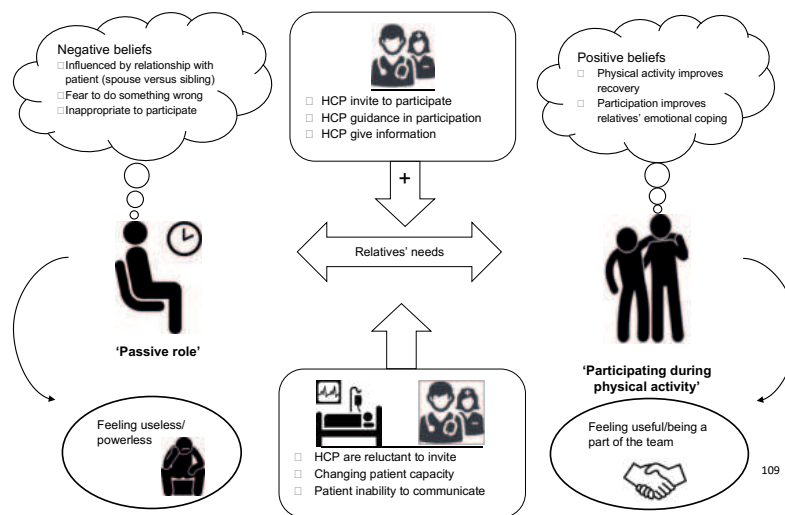 Negative beliefs
Influenced by relationship with
patient (spouse versus sibling)
Fear to do something wrong
Inappropriate to participate
HCP invite to participate
HCP guidance in participation
HCP give information
Positive beliefs
Physical activity improves
recovery
Participation improves
relatives' emotional coping
+
Relatives' needs
'Passive role'
'Participating during
physical activity'
Feeling useless/
powerless
HCP are reluctant to invite
Changing patient capacity
Patient inability to communicate
Feeling useful/being a
part of the team
109